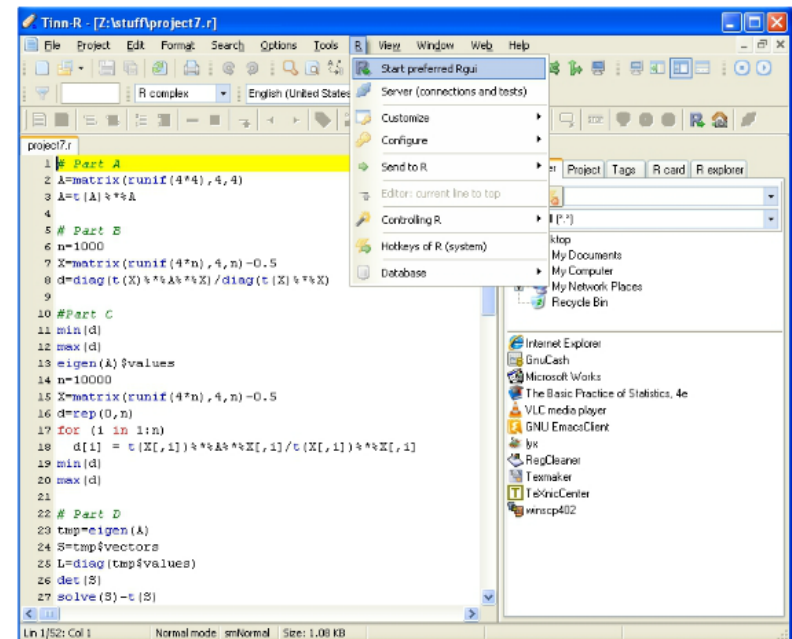 Tinn-R - [Z:\stuff\project7.r]
File Project Edit Format Search Options Tools R View Window Web Help
R complex English (United States
Start preferred Rgui
Server (connections and tests)
Customize
Configure
Send to R
Editor: current line to top
Controlling R
Hotkeys of R (system)
Database
project7.r
1 # Part A
2 A=matrix(runif(4*4),4,4)
3 A=t(A)%*%A
4
5 # Part B
6 n=1000
7 X=matrix(runif(4*n),4,n)-0.5
8 d=diag(t(X)%*%A%*%X)/diag(t(X)%*%X)
9
10 #Part C
11 min(d)
12 max(d)
13 eigen(A)$values
14 n=10000
15 X=matrix(runif(4*n),4,n)-0.5
16 d=rep(0,n)
17 for (i in 1:n)
18 d[i] = t(X[,i])%*%A%*%X[,i]/t(X[,i])%*%X[,i]
19 min(d)
20 max(d)
21
22 # Part D
23 tmp=eigen(A)
24 S=tmp$vectors
25 L=diag(tmp$values)
26 det(S)
27 solve(S)-t(S)
Project Tags R card R explorer
(*.*)
My Documents
My Computer
My Network Places
Recycle Bin
Internet Explorer
GnuCash
Microsoft Works
The Basic Practice of Statistics, 4e
VLC media player
GNU EmacsClient
lyx
RegCleaner
Texmaker
TeXnicCenter
winscp402
Lin 1/52: Col 1 Normal mode smNormal Size: 1.08 KB